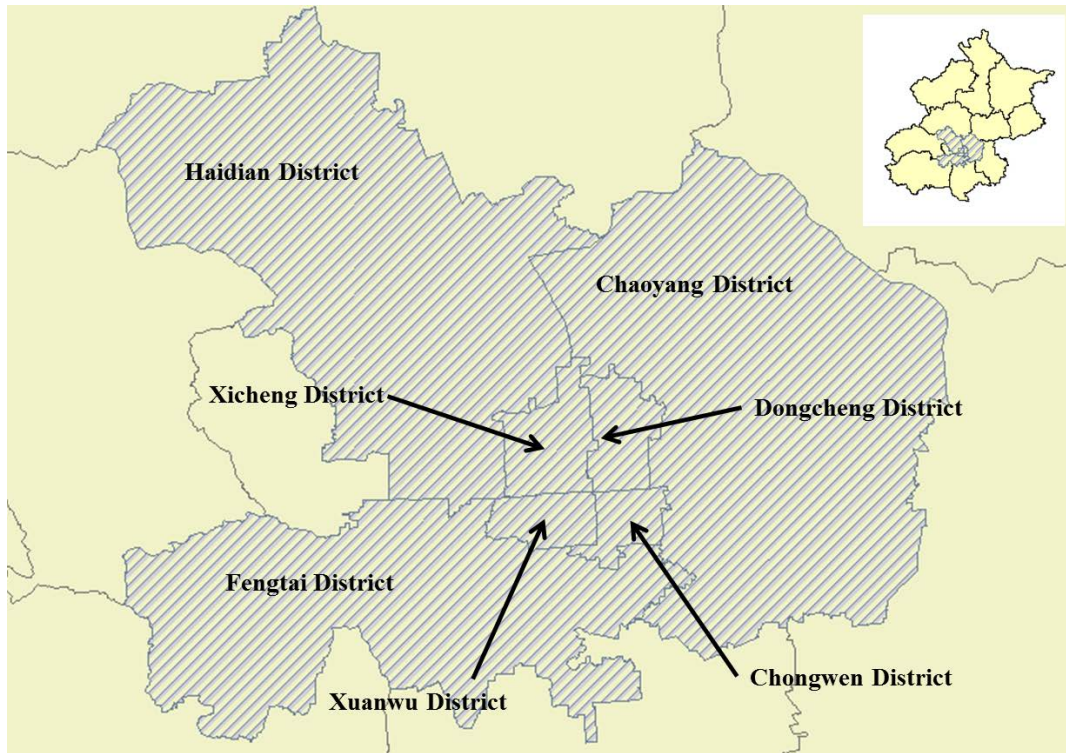 Haidian District
Chaoyang District
Xicheng District
Dongcheng District
Fengtai District
Xuanwu District
Chongwen District